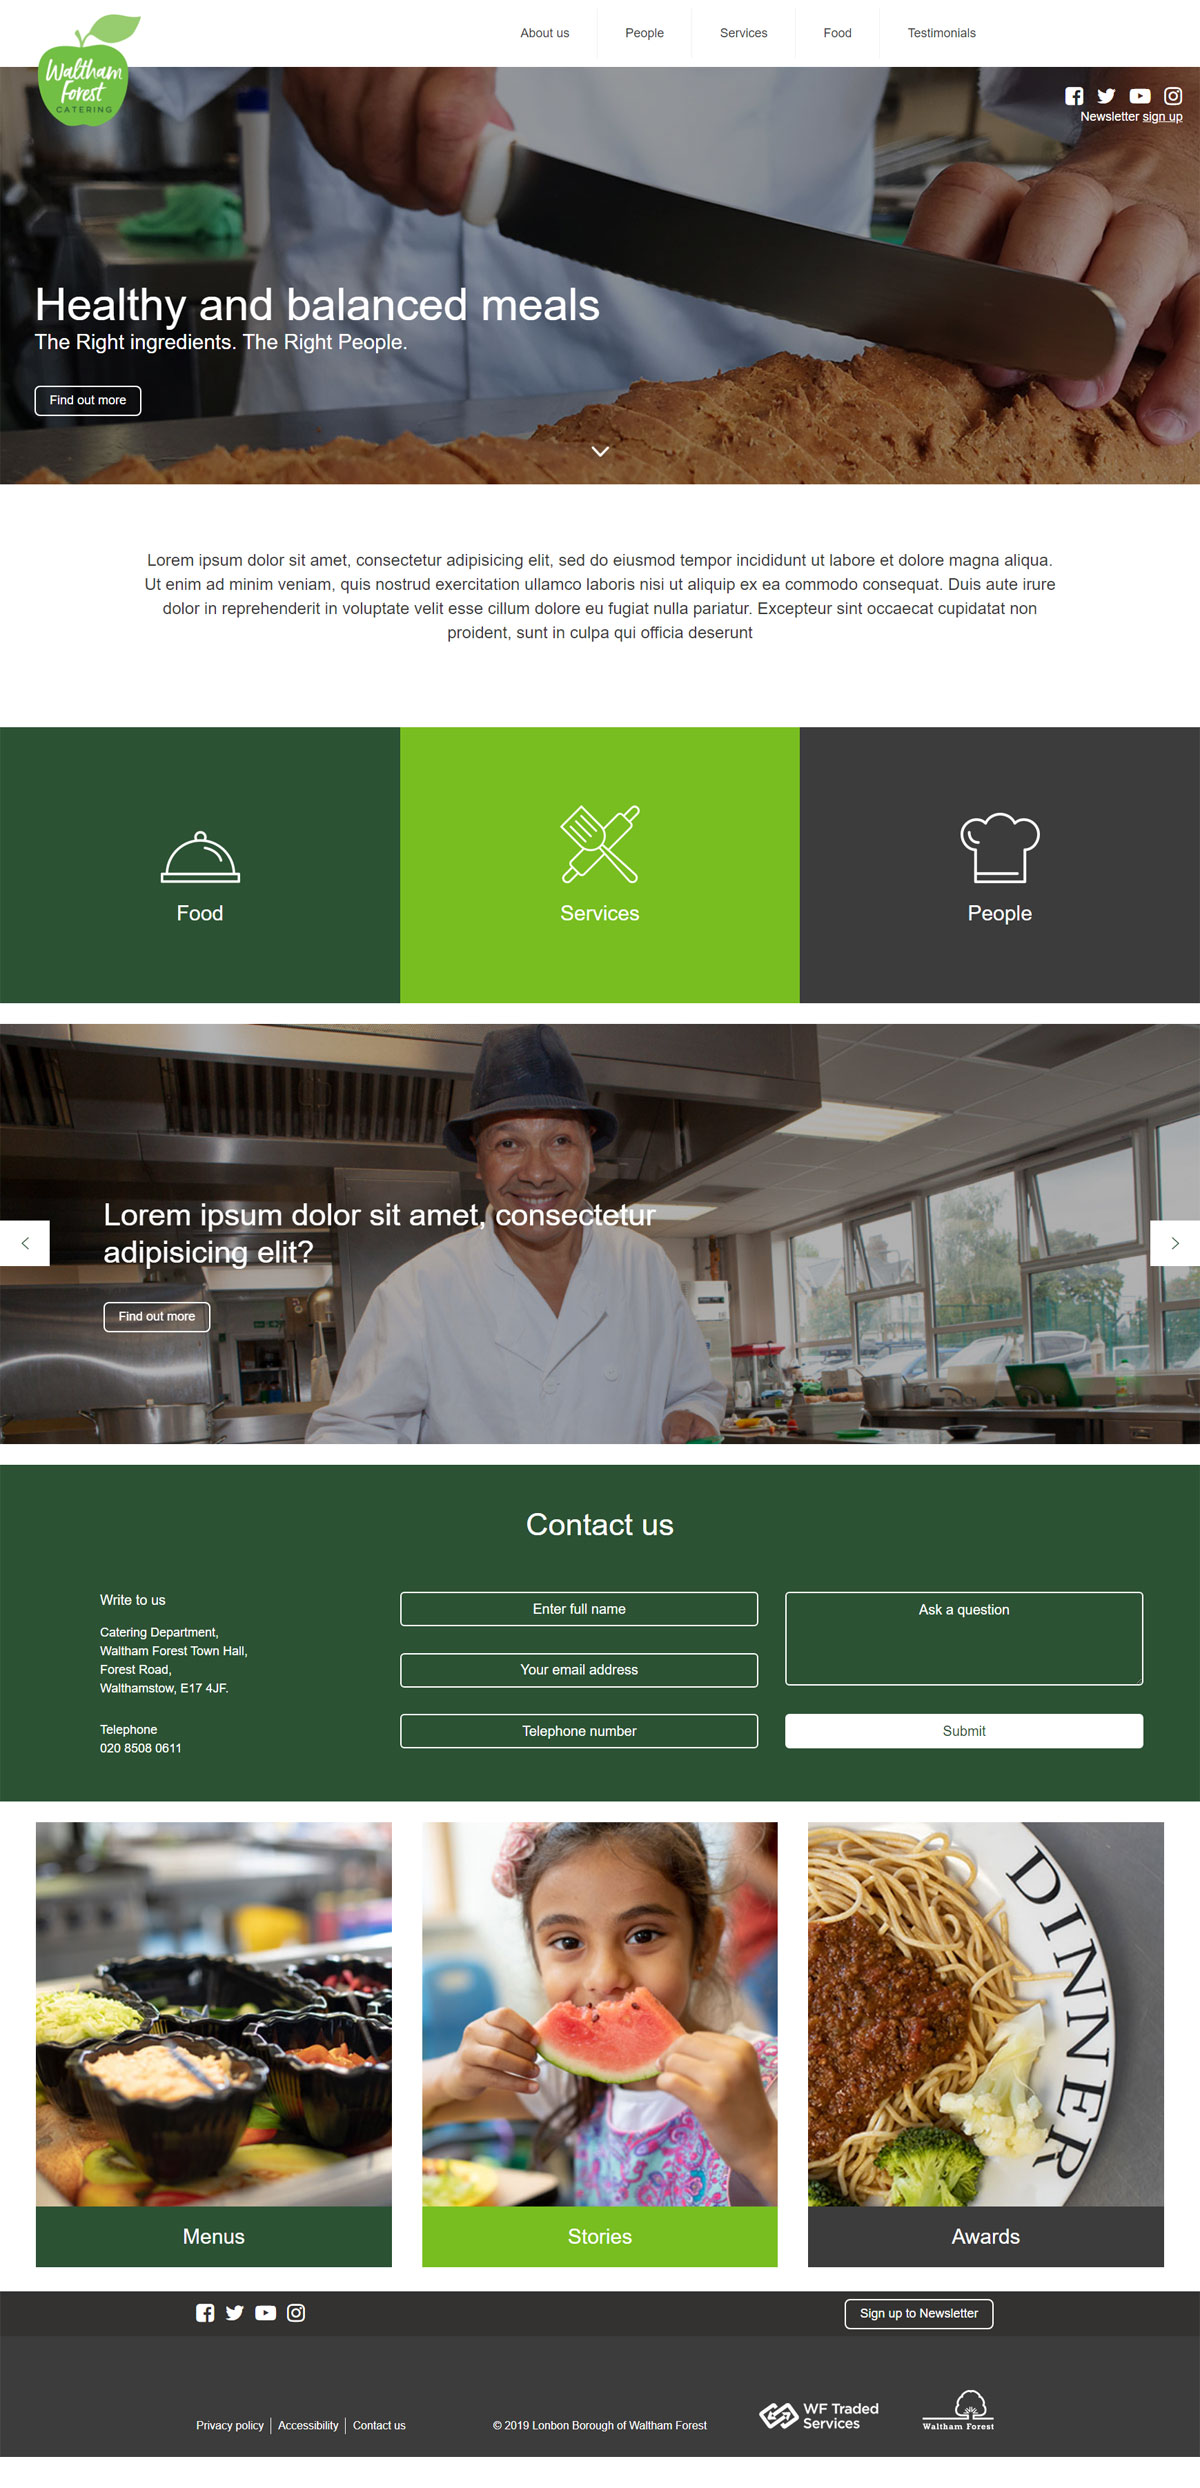 Waltham
Forest
CATERING
About us
People
Services
Food
Testimonials
Newsletter sign up
Healthy and balanced meals
The Right ingredients. The Right People.
Find out more
Lorem ipsum dolor sit amet, consectetur adipisicing elit, sed do eiusmod tempor incididunt ut labore et dolore magna aliqua.
Ut enim ad minim veniam, quis nostrud exercitation ullamco laboris nisi ut aliquip ex ea commodo consequat. Duis aute irure
dolor in reprehenderit in voluptate velit esse cillum dolore eu fugiat nulla pariatur. Excepteur sint occaecat cupidatat non
proident, sunt in culpa qui officia deserunt
Food
Services
People
Lorem ipsum dolor sit amet, consectetur
adipisicing elit?
Find out more
Contact us
Write to us
Catering Department,
Waltham Forest Town Hall,
Forest Road,
Walthamstow, E17 4JF.
Telephone
020 8508 0611
Enter full name
Your email address
Telephone number
Ask a question
Submit
DINNER
Menus
Stories
Awards
Sign up to Newsletter
Privacy policy
Accessibility
Contact us
© 2019 Lonbon Borough of Waltham Forest
WF Traded
Services
Waltham Forest